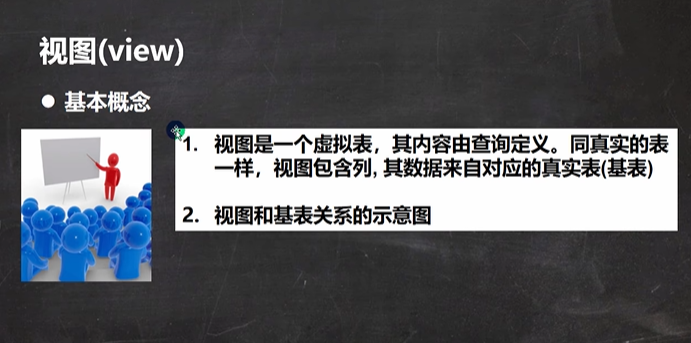 视图(view)
● 基本概念
1. 视图是一个虚拟表，其内容由查询定义。同真实的表
一样，视图包含列, 其数据来自对应的真实表(基表)
2. 视图和基表关系的示意图